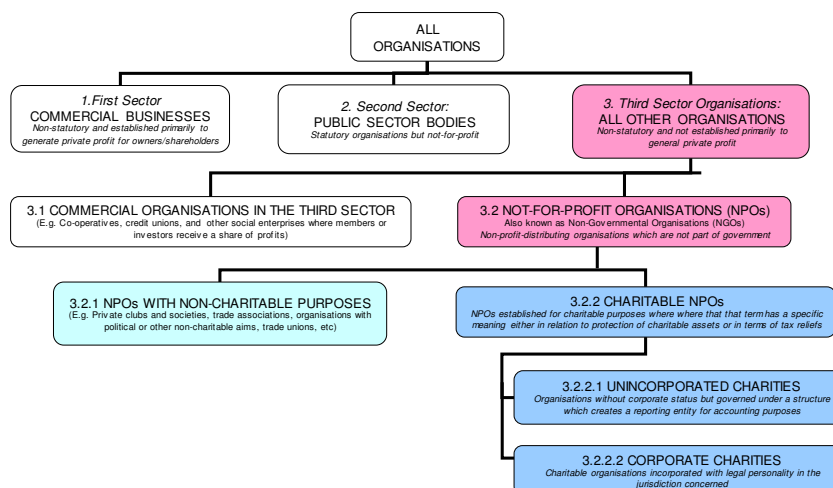 ALL
ORGANISATIONS
1.First Sector
COMMERCIAL BUSINESSES
Non-statutory and established primarily to
generate private profit for owners/shareholders
2. Second Sector:
PUBLIC SECTOR BODIES
Statutory organisations but not-for-profit
3. Third Sector Organisations:
ALL OTHER ORGANISATIONS
Non-statutory and not established primarily to
general private profit
3.1 COMMERCIAL ORGANISATIONS IN THE THIRD SECTOR
(E.g. Co-operatives, credit unions, and other social enterprises where members or
investors receive a share of profits)
3.2 NOT-FOR-PROFIT ORGANISATIONS (NPOs)
Also known as Non-Governmental Organisations (NGOs)
Non-profit-distributing organisations which are not part of government
3.2.1 NPOs WITH NON-CHARITABLE PURPOSES
(E.g. Private clubs and societies, trade associations, organisations with
political or other non-charitable aims, trade unions, etc)
3.2.2 CHARITABLE NPOs
NPOs established for charitable purposes where where that that term has a specific
meaning either in relation to protection of charitable assets or in terms of tax reliefs
3.2.2.1 UNINCORPORATED CHARITIES
Organisations without corporate status but governed under a structure
which creates a reporting entity for accounting purposes
3.2.2.2 CORPORATE CHARITIES
Charitable organisations incorporated with legal personality in the
jurisdiction concerned